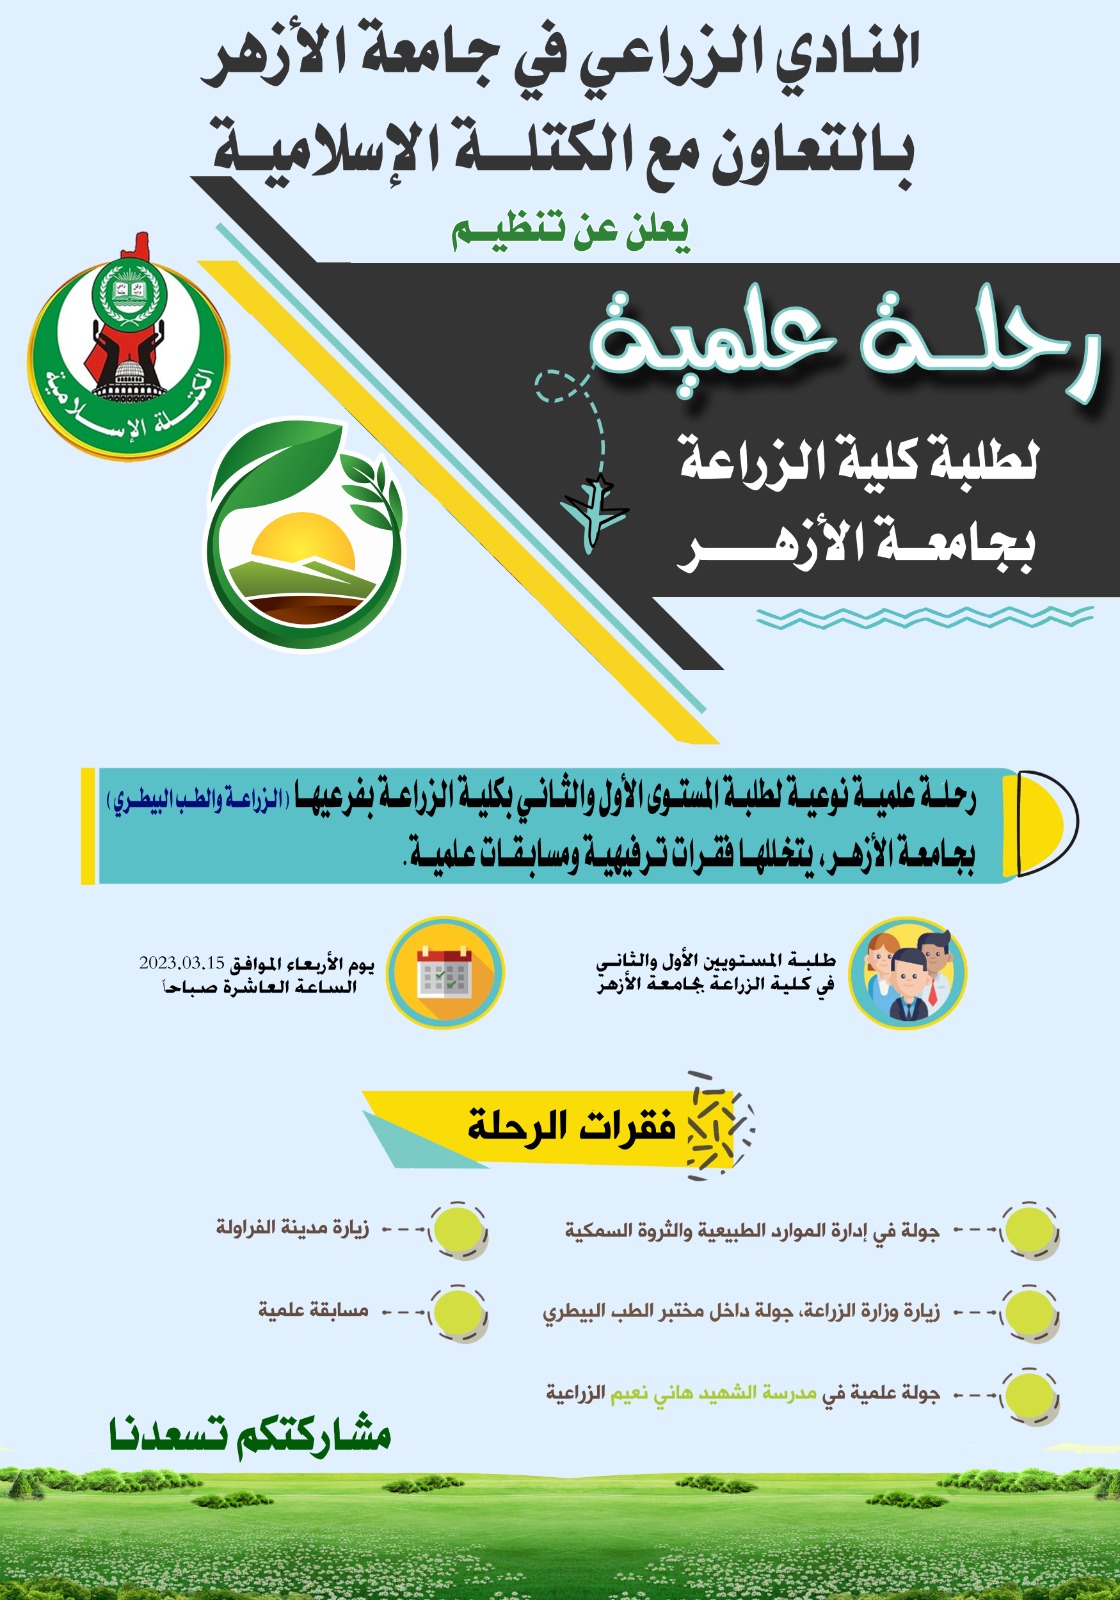 النادي الزراعي في جامعة الأزهر
بالتعاون مع الكتلة الإسلامية
يعلن عن تنظيم
رحلة علمية
لطلبة كلية الزراعة
بجامعة الأزهر
الكتلة الإسلامية
رحلة علمية نوعية لطلبة المستوى الأول والثاني بكلية الزراعة بفرعيها (الزراعة والطب البيطري)
بجامعة الأزهر، يتخللها فقرات ترفيهية ومسابقات علمية.
طلبة المستويين الأول والثاني
في كلية الزراعة بجامعة الأزهر
يوم الأربعاء الموافق 2023.03.15
الساعة العاشرة صباحاً
فقرات الرحلة
جولة في إدارة الموارد الطبيعية والثروة السمكية
زيارة مدينة الفراولة
زيارة وزارة الزراعة، جولة داخل مختبر الطب البيطري
مسابقة علمية
جولة علمية في مدرسة الشهيد هاني نعيم الزراعية
مشاركتكم تسعدنا